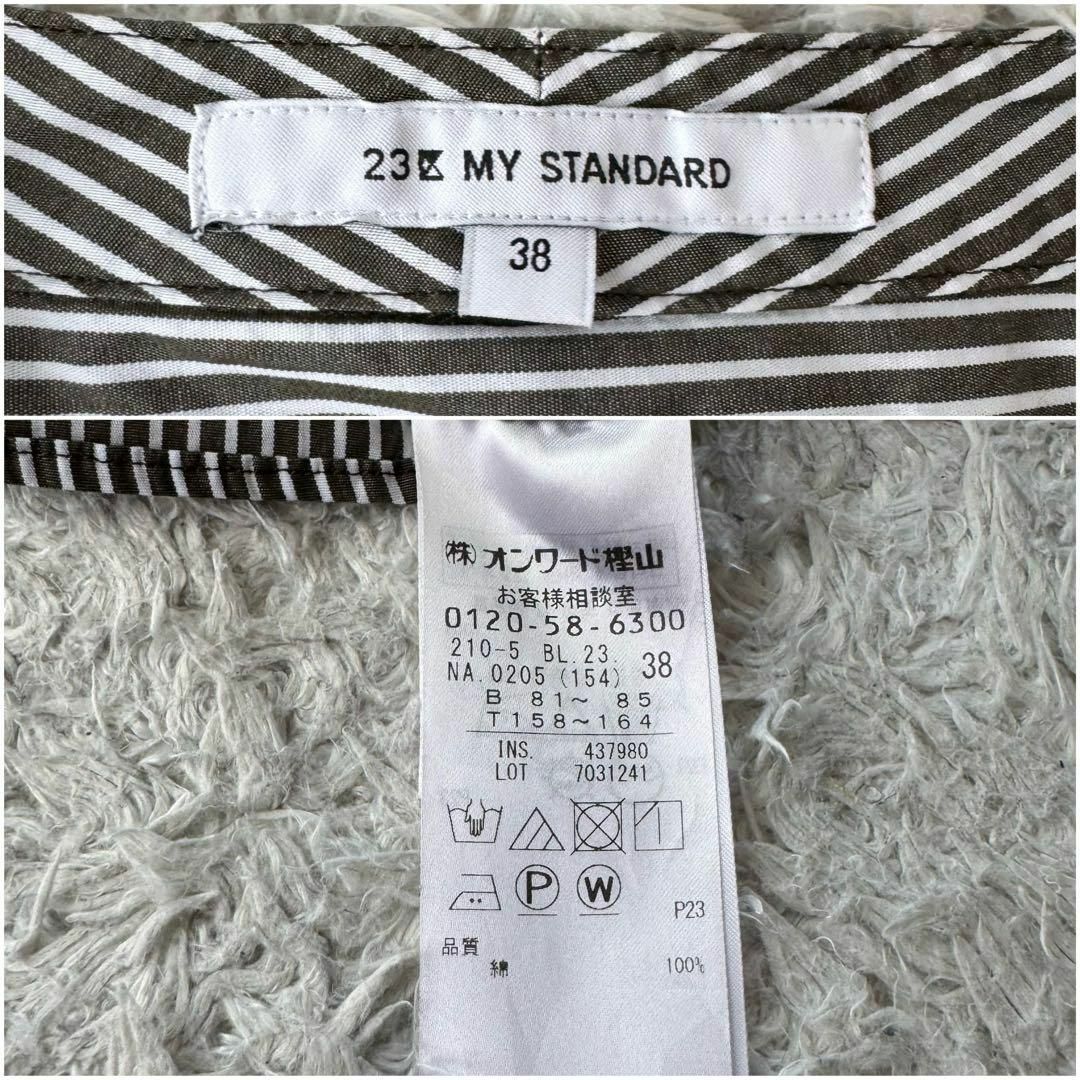 23区 MY STANDARD
38
(株)オンワード樫山
お客様相談室
0120-58-6300
210-5 BL.23. 38
NA.0205(154)
B 81～ 85
T158～164
INS. 437980
LOT 7031241
P W
P23
品質
綿 100%